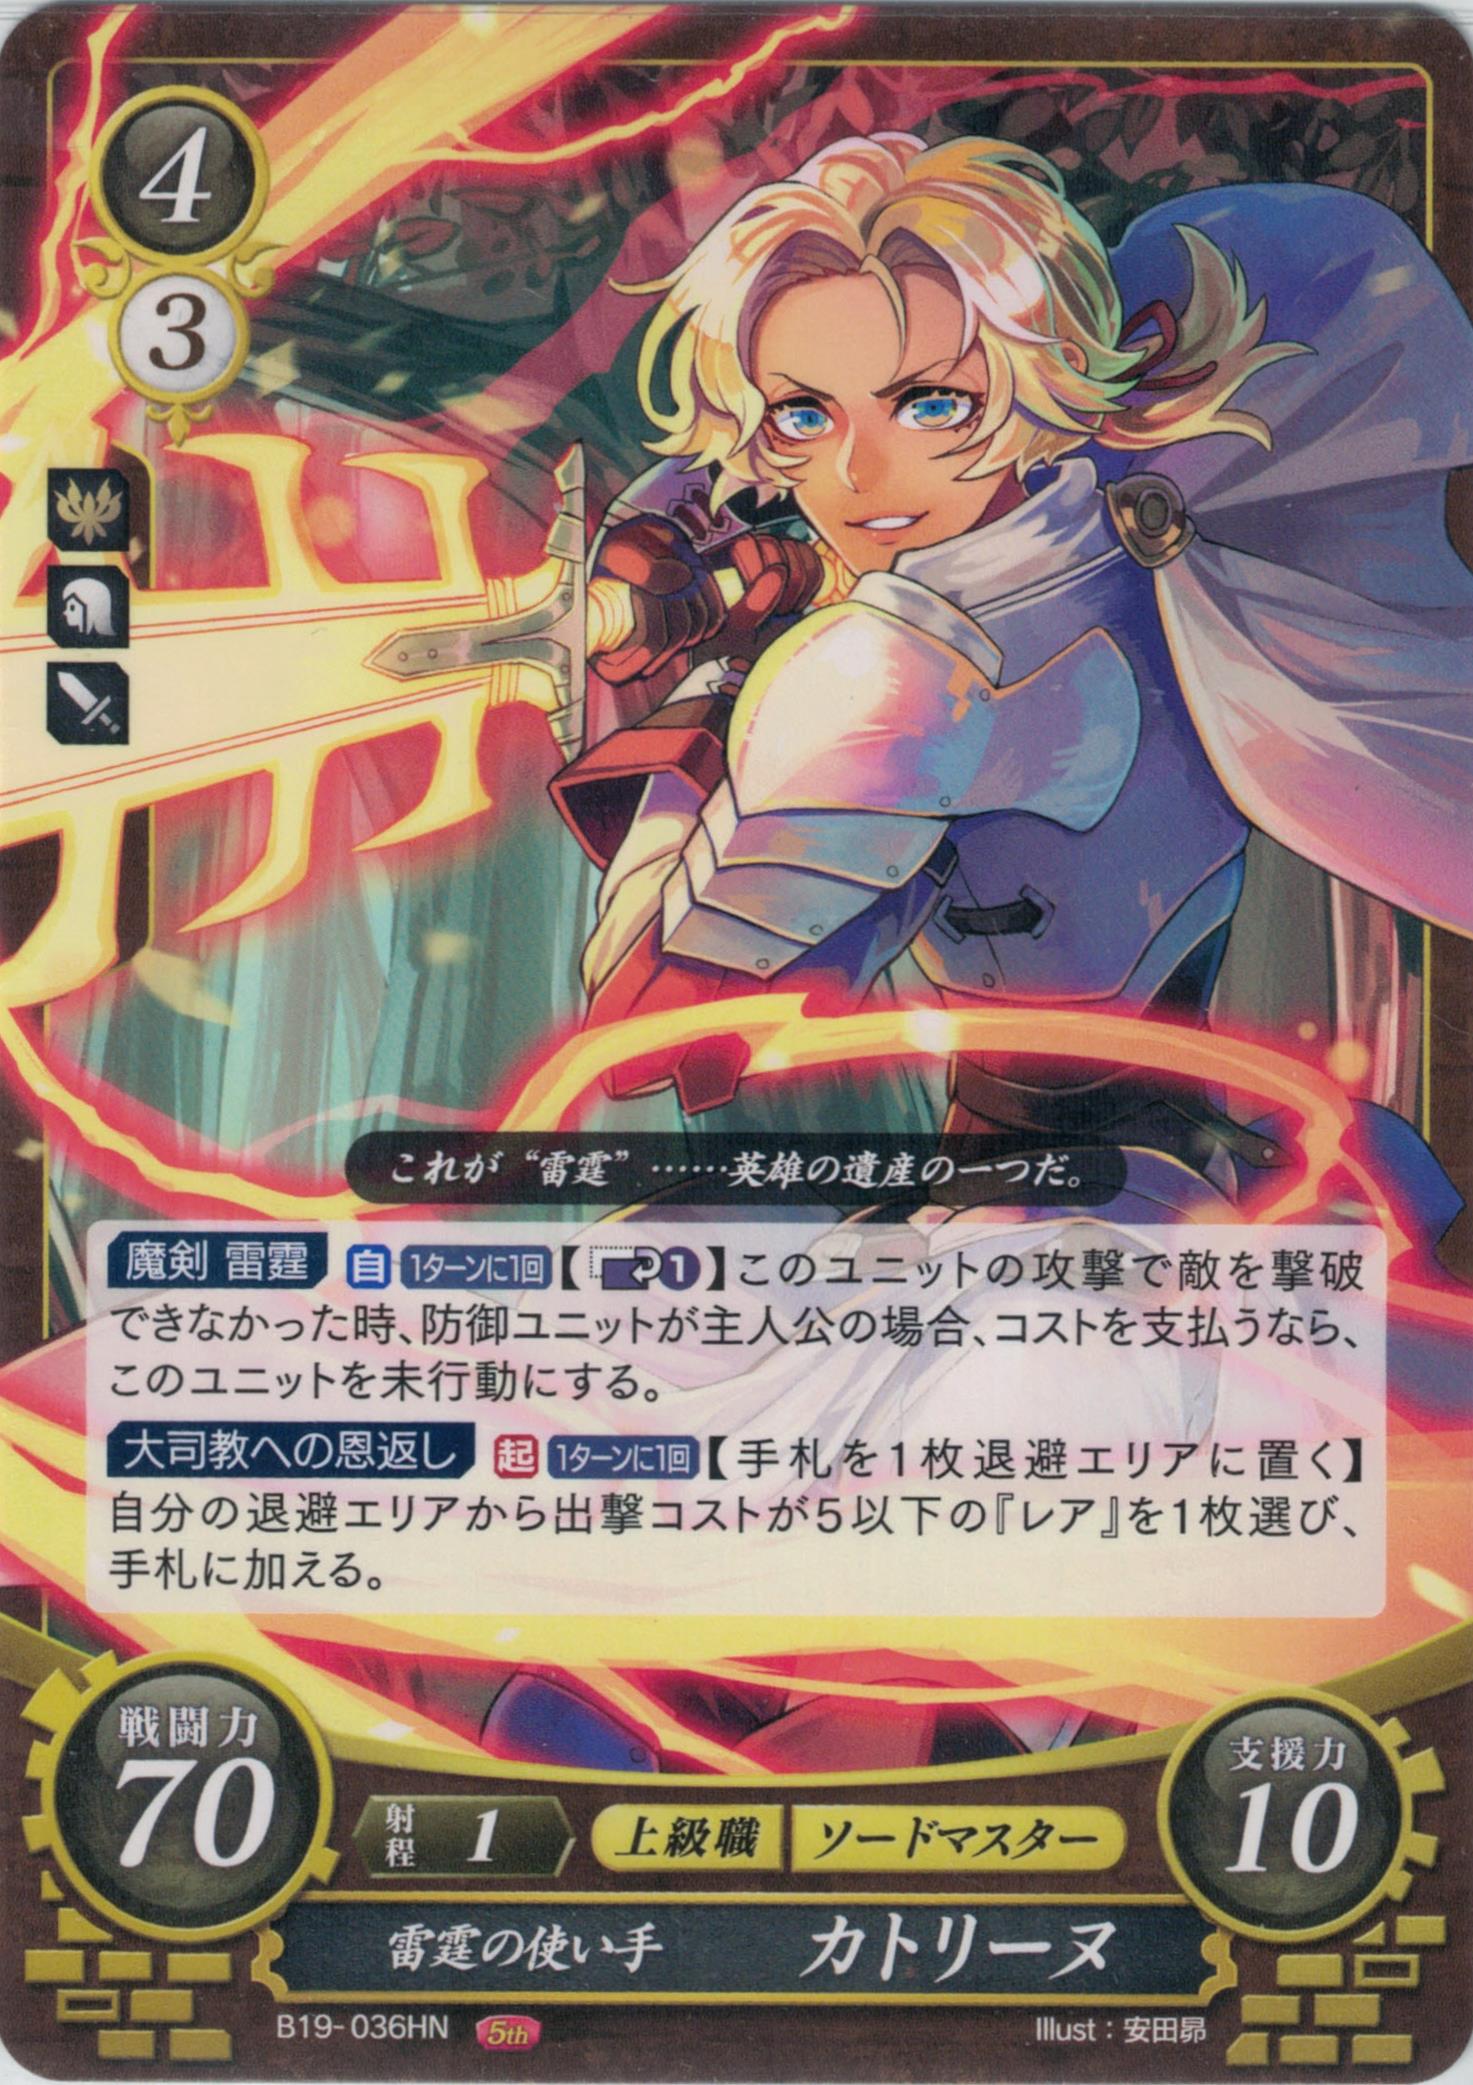 4
3
これが“雷霆”……英雄の遺産の一つだ。
魔剣 雷霆 自 1ターンに1回【1】このユニットの攻撃で敵を撃破
できなかった時、防御ユニットが主人公の場合、コストを支払うなら、
このユニットを未行動にする。
大司教への恩返し 起 1ターンに1回【手札を1枚退避エリアに置く】
自分の退避エリアから出撃コストが5以下の『レア』を1枚選び、
手札に加える。
戦闘力
70
射程 1
上級職 ソードマスター
支援力
10
雷霆の使い手 カトリーヌ
B19-036HN 5th
Illust：安田昴